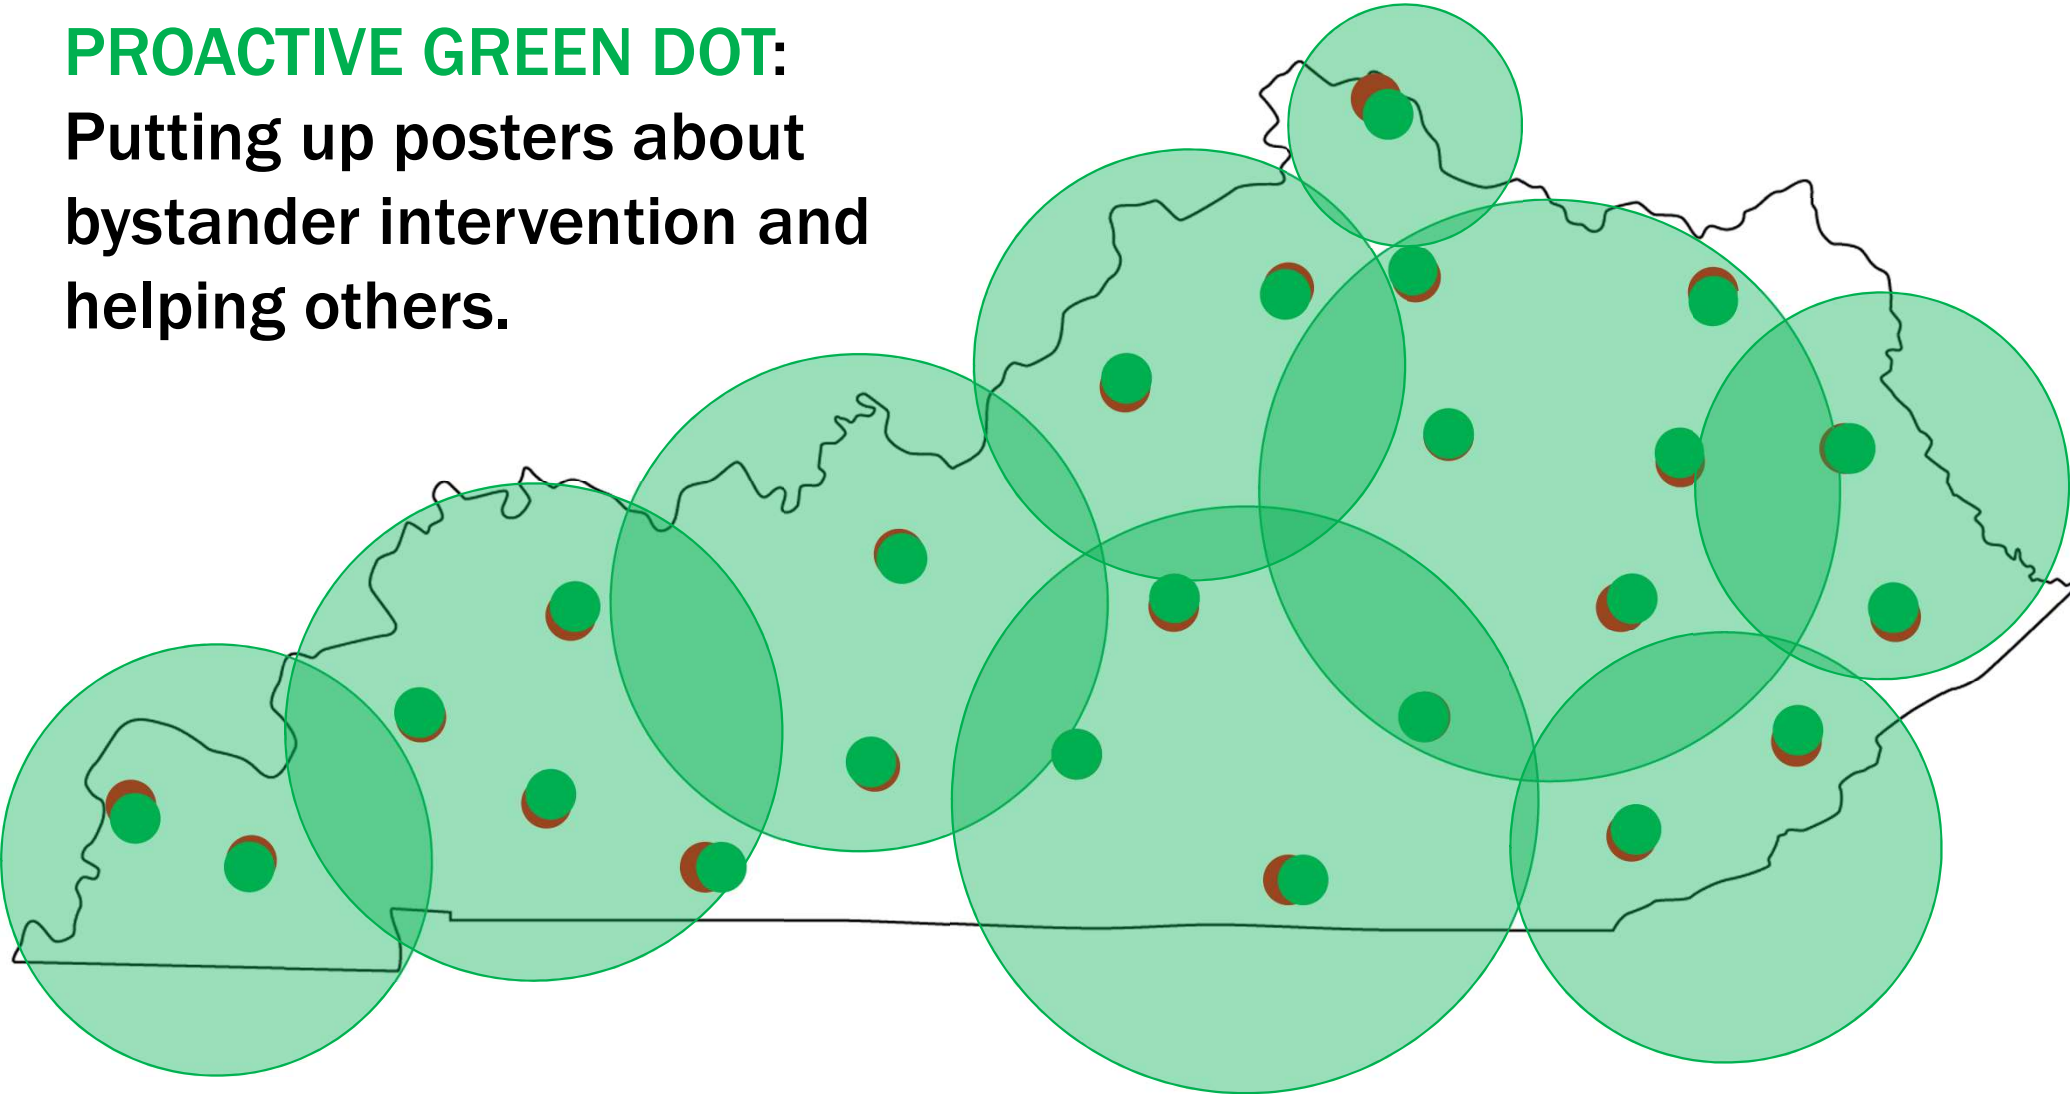 PROACTIVE GREEN DOT:
Putting up posters about
bystander intervention and
helping others.